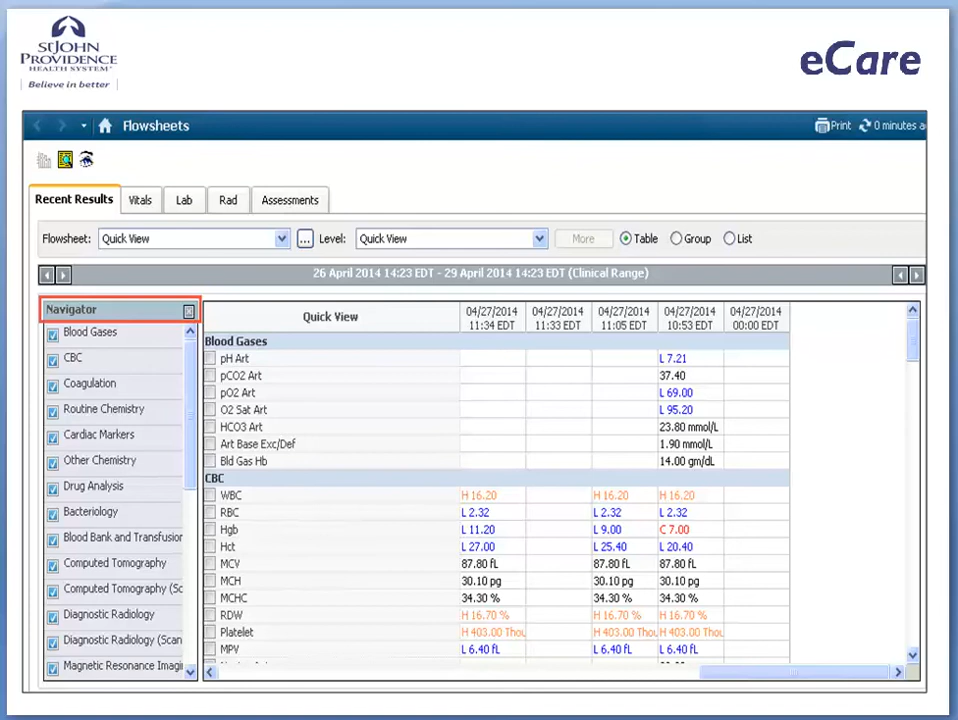 STJOHN
PROVIDENCE
HEALTH SYSTEM
Believe in better
eCare
Flowsheets
Print 0 minutes a
Recent Results Vitals Lab Rad Assessments
Flowsheet: Quick View ... Level: Quick View More Table Group List
26 April 2014 14:23 EDT - 29 April 2014 14:23 EDT (Clinical Range)
Navigator
Blood Gases
CBC
Coagulation
Routine Chemistry
Cardiac Markers
Other Chemistry
Drug Analysis
Bacteriology
Blood Bank and Transfusion
Computed Tomography
Computed Tomography (Sc
Diagnostic Radiology
Diagnostic Radiology (Scan
Magnetic Resonance Imagi
Quick View 04/27/2014 04/27/2014 04/27/2014 04/27/2014 04/27/2014
11:34 EDT 11:33 EDT 11:05 EDT 10:53 EDT 00:00 EDT
Blood Gases
pH Art L 7.21
pCO2 Art 37.40
pO2 Art L 69.00
O2 Sat Art L 95.20
HCO3 Art 23.80 mmol/L
Art Base Exc/Def 1.90 mmol/L
Bld Gas Hb 14.00 gm/dL
CBC
WBC H 16.20 H 16.20 H 16.20
RBC L 2.32 L 2.32 L 2.32
Hgb L 11.20 L 9.00 C 7.00
Hct L 27.00 L 25.40 L 20.40
MCV 87.80 fL 87.80 fL 87.80 fL
MCH 30.10 pg 30.10 pg 30.10 pg
MCHC 34.30 % 34.30 % 34.30 %
RDW H 16.70 % H 16.70 % H 16.70 %
Platelet H 403.00 Thou H 403.00 Thou H 403.00 Thou
MPV L 6.40 fL L 6.40 fL L 6.40 fL